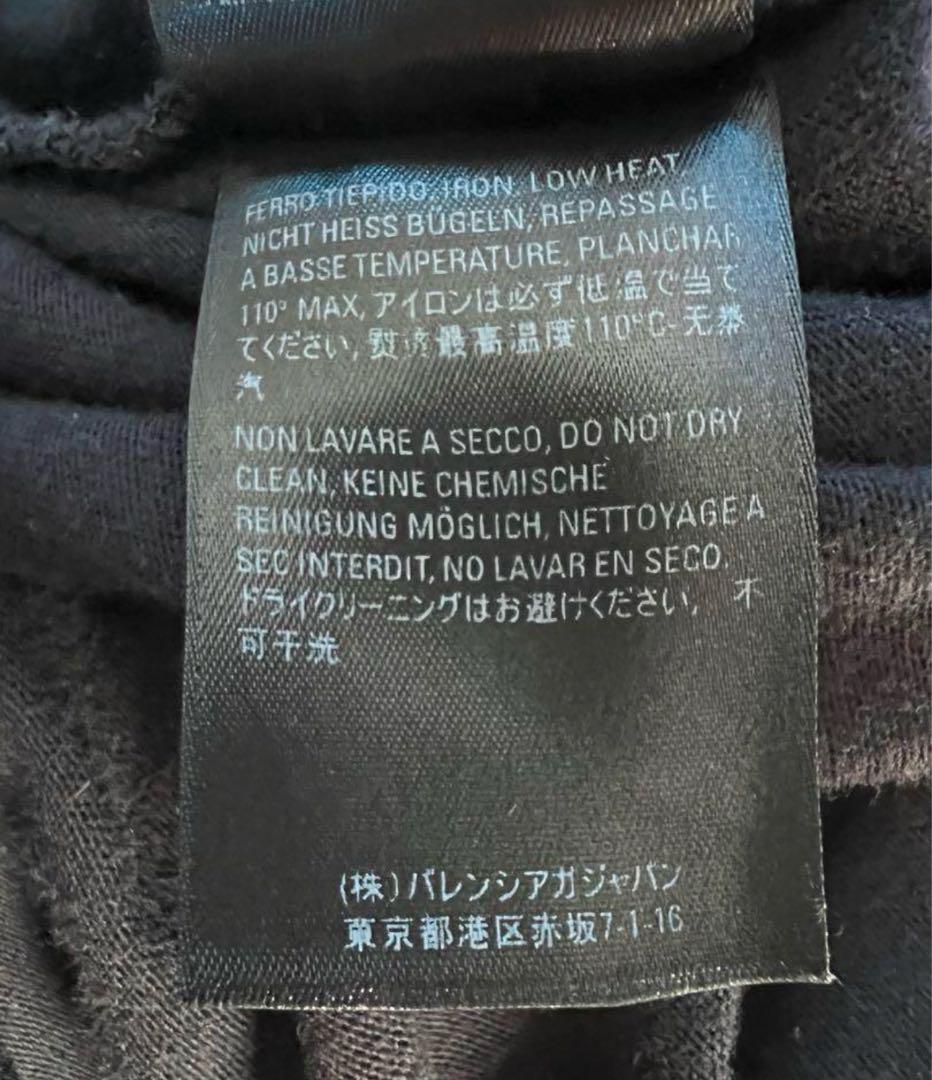 FERRO TIEPIDO, IRON, LOW HEAT
NICHT HEISS BÜGELN, REPASSAGE
A BASSE TEMPERATURE, PLANCHAR
110° MAX, アイロンは必ず低温で当て
てください, 熨烫最高温度110°C-无蒸
汽
NON LAVARE A SECCO, DO NOT DRY
CLEAN, KEINE CHEMISCHE
REINIGUNG MÖGLICH, NETTOYAGE A
SEC INTERDIT, NO LAVAR EN SECO,
ドライクリーニングはお避けください, 不
可干洗
(株)バレンシアガジャパン
東京都港区赤坂7-1-16